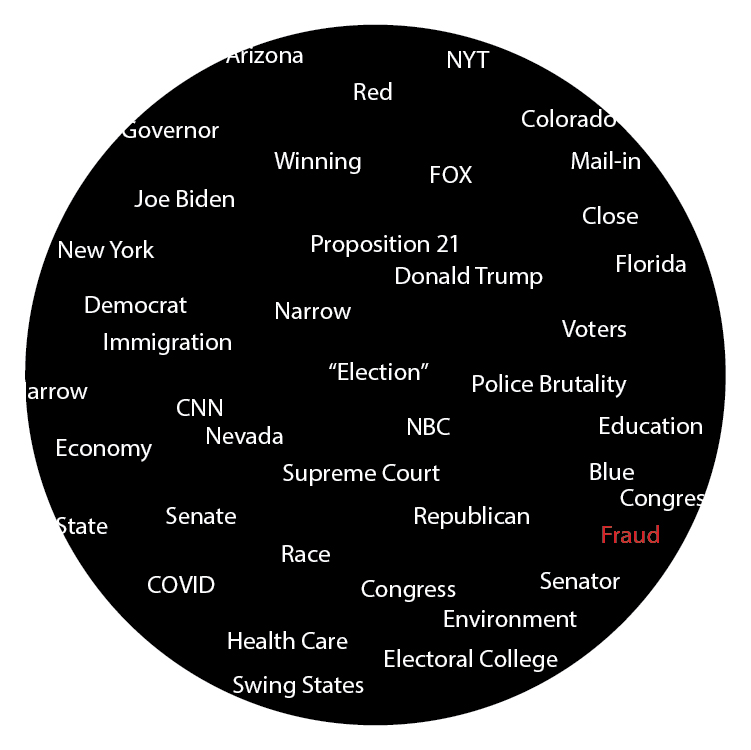 Arizona
NYT
Red
Colorado
Governor
Winning
Mail-in
FOX
Joe Biden
Close
Proposition 21
New York
Florida
Donald Trump
Democrat
Narrow
Voters
Immigration
“Election”
Police Brutality
arrow
CNN
NBC
Education
Nevada
Economy
Supreme Court
Blue
Congres
Senate
Republican
State
Fraud
Race
Senator
COVID
Congress
Environment
Health Care
Electoral College
Swing States